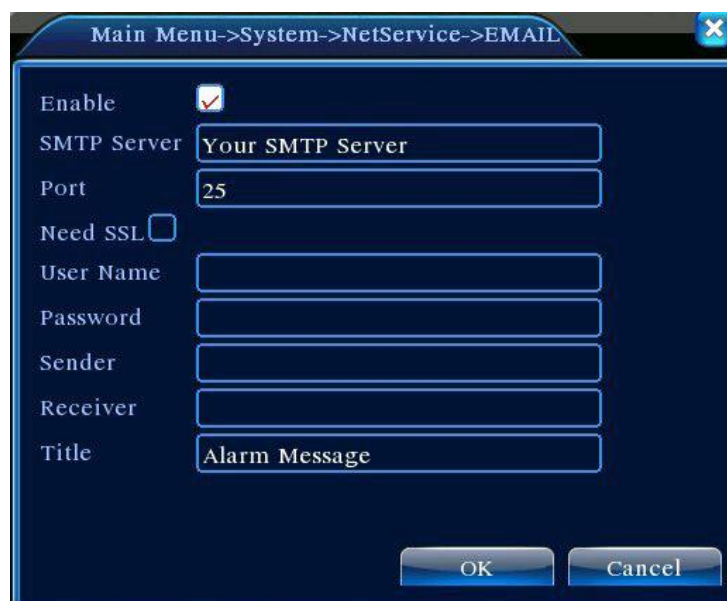 Main Menu->System->NetService->EMAIL
Enable
SMTP Server Your SMTP Server
Port 25
Need SSL
User Name
Password
Sender
Receiver
Title Alarm Message
OK Cancel